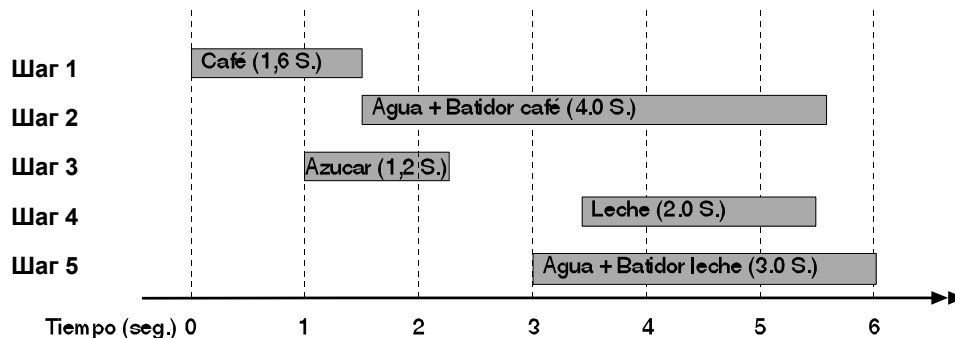 Шаг 1 Café (1,6 S.)
Шаг 2 Agua + Batidor café (4.0 S.)
Шаг 3 Azucar (1,2 S.)
Шаг 4 Leche (2.0 S.)
Шаг 5 Agua + Batidor leche (3.0 S.)
Tiempo (seg.) 0 1 2 3 4 5 6